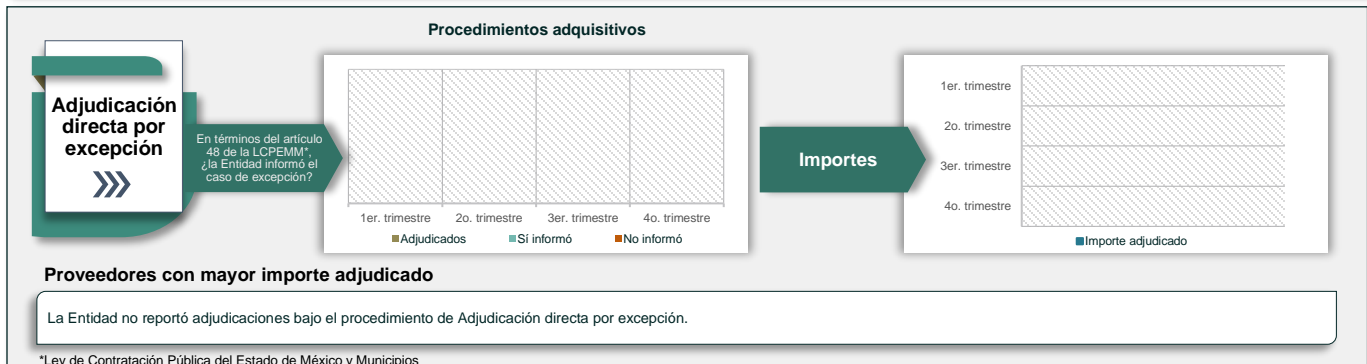 Procedimientos adquisitivos
Adjudicación
directa por
excepción
En términos del artículo
48 de la LCPEMM*,
¿la Entidad informó el
caso de excepción?
1er. trimestre 2o. trimestre 3er. trimestre 4o. trimestre
Adjudicados Sí informó No informó
Importes
1er. trimestre
2o. trimestre
3er. trimestre
4o. trimestre
Importe adjudicado
Proveedores con mayor importe adjudicado
La Entidad no reportó adjudicaciones bajo el procedimiento de Adjudicación directa por excepción.
*Ley de Contratación Pública del Estado de México y Municipios